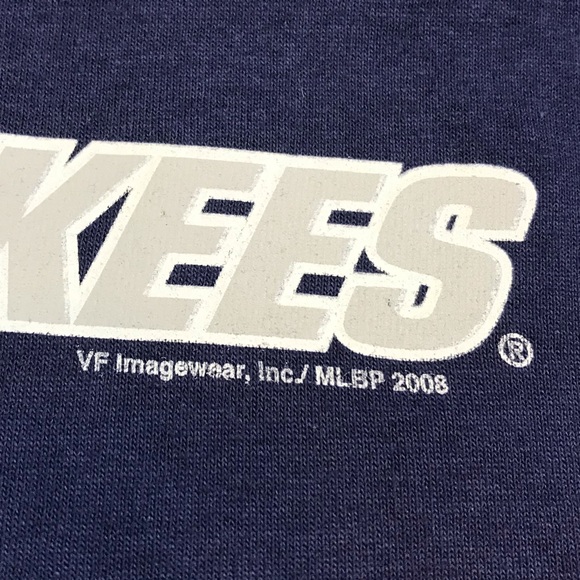 KEES®
VF Imagewear, Inc./ MLBP 2008